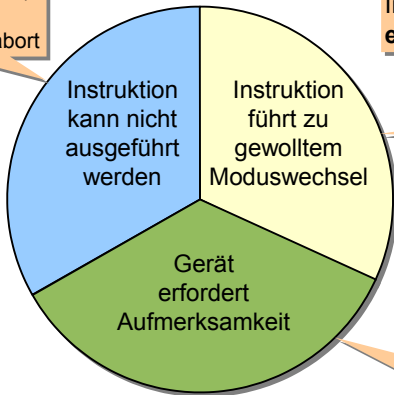 abort
I
e
Instruktion
kann nicht
ausgeführt
werden
Instruktion
führt zu
gewolltem
Moduswechsel
Gerät
erfordert
Aufmerksamkeit